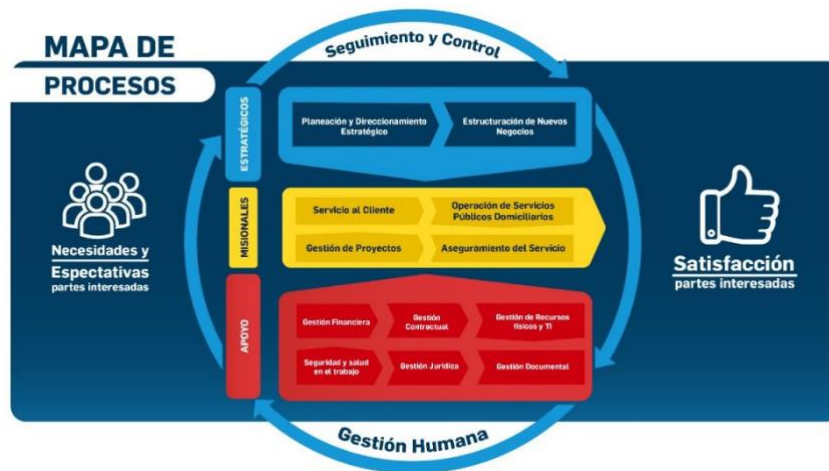 MAPA DE
PROCESOS
Seguimiento y Control
ESTRATÉGICOS
Planeación y Direccionamiento
Estratégico
Estructuración de Nuevos
Negocios
Necesidades y
Espectativas
partes interesadas
MISIONALES
Servicio al Cliente
Operación de Servicios
Públicos Domiciliarios
Gestión de Proyectos
Aseguramiento del Servicio
Satisfacción
partes interesadas
APOYO
Gestión Financiera
Gestión
Contractual
Gestión de Recursos
físicos y TI
Seguridad y salud
en el trabajo
Gestión Jurídica
Gestión Documental
Gestión Humana